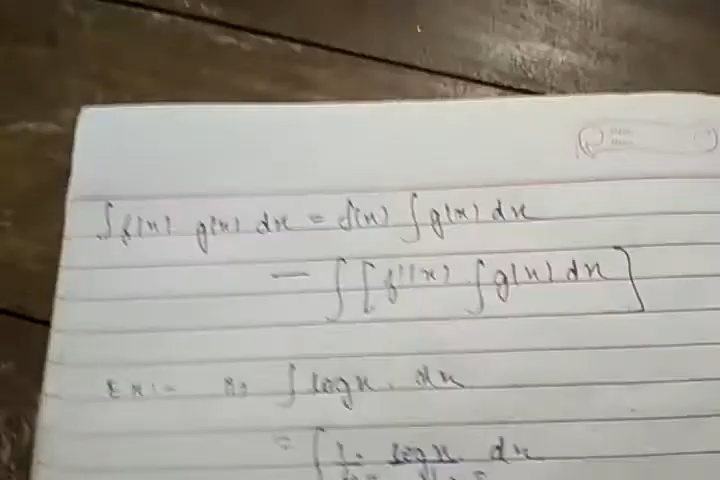 ∫ f(x) g(x) dx = f(x) ∫ g(x) dx
— ∫ [ f'(x) ∫ g(x) dx ]
Ex:- ∫ log x . dx
= ∫ 1 . log x . dx